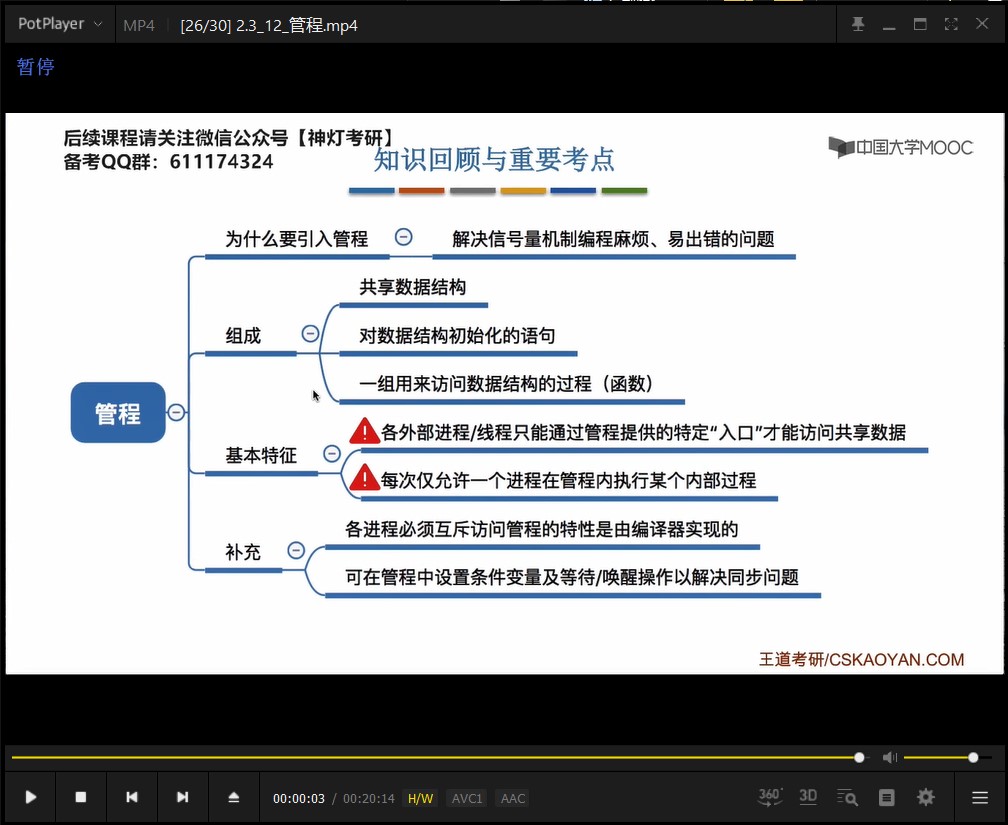 PotPlayer
MP4
[26/30] 2.3_12_管程.mp4
暂停
后续课程请关注微信公众号【神灯考研】
备考QQ群：611174324
知识回顾与重要考点
中国大学MOOC
为什么要引入管程
解决信号量机制编程麻烦、易出错的问题
共享数据结构
组成
对数据结构初始化的语句
一组用来访问数据结构的过程（函数）
管程
各外部进程/线程只能通过管程提供的特定“入口”才能访问共享数据
基本特征
每次仅允许一个进程在管程内执行某个内部过程
各进程必须互斥访问管程的特性是由编译器实现的
补充
可在管程中设置条件变量及等待/唤醒操作以解决同步问题
王道考研/CSKAOYAN.COM
00:00:03 / 00:20:14 H/W AVC1 AAC
360° 3D